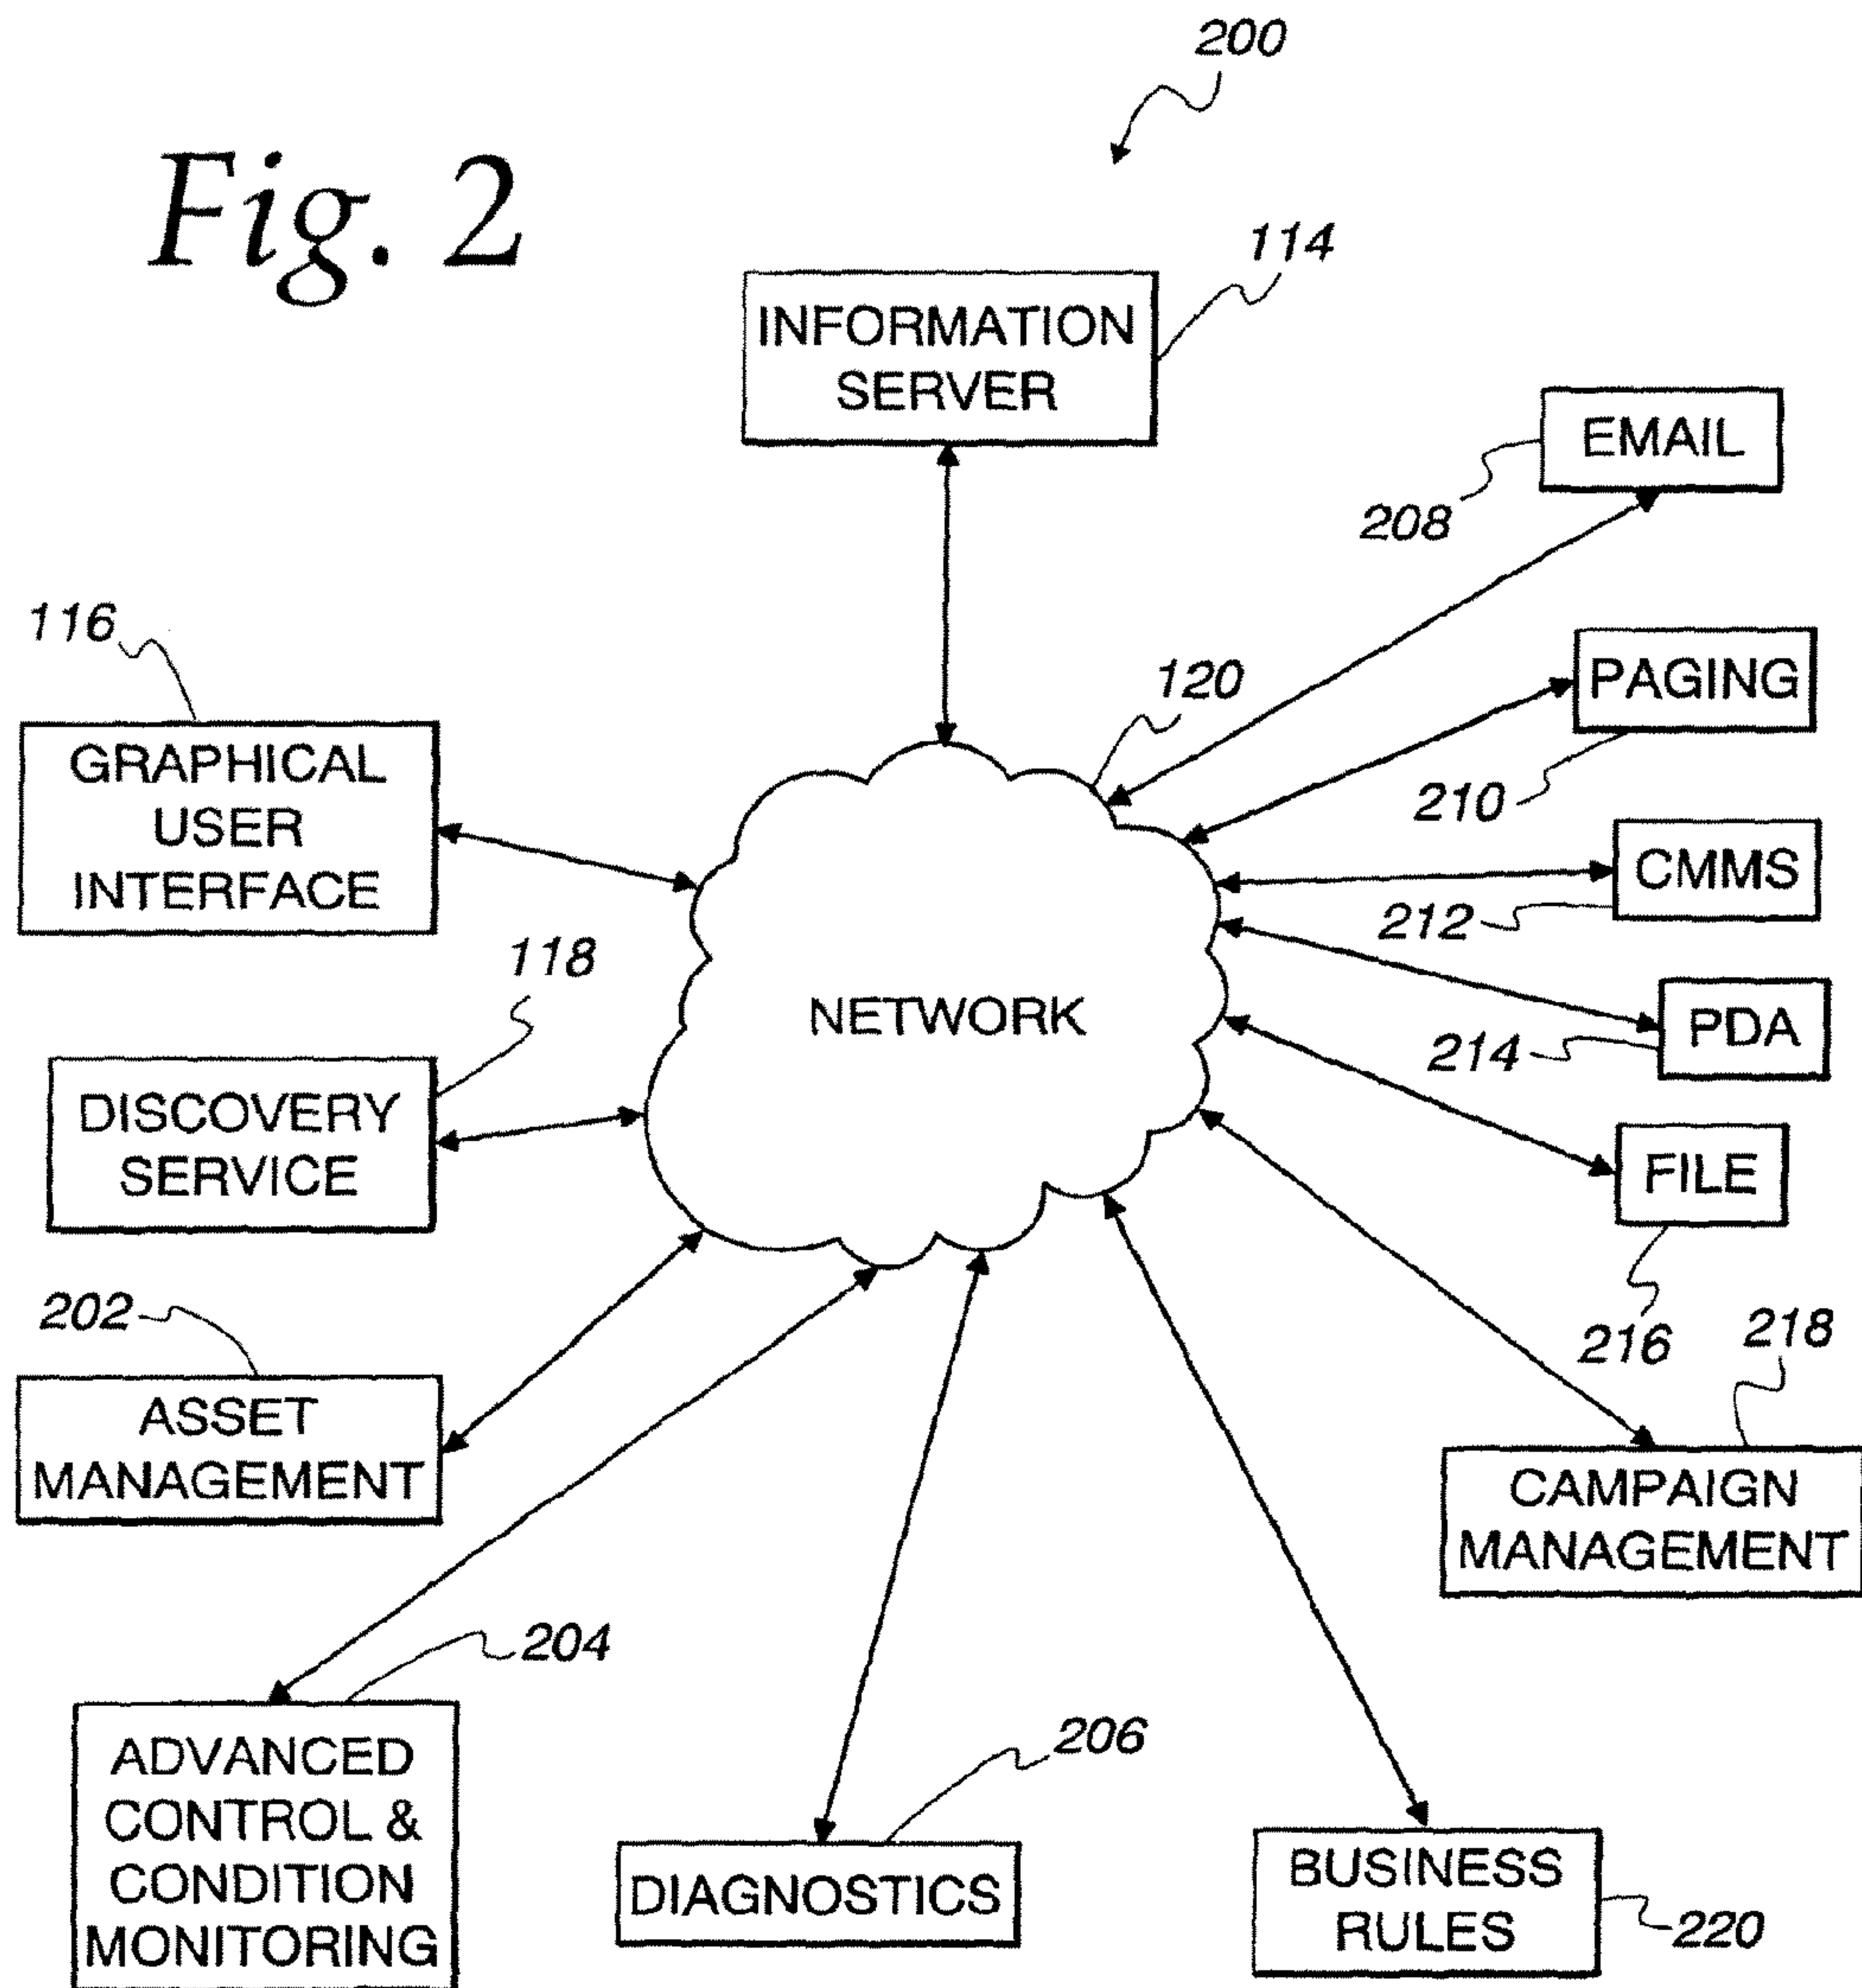 200
Fig. 2
114
INFORMATION
SERVER
EMAIL
208
116
120
PAGING
210
GRAPHICAL
USER
INTERFACE
CMMS
212
118
NETWORK
PDA
214
DISCOVERY
SERVICE
FILE
216
218
202
ASSET
MANAGEMENT
CAMPAIGN
MANAGEMENT
204
ADVANCED
CONTROL &
CONDITION
MONITORING
206
DIAGNOSTICS
BUSINESS
RULES
220